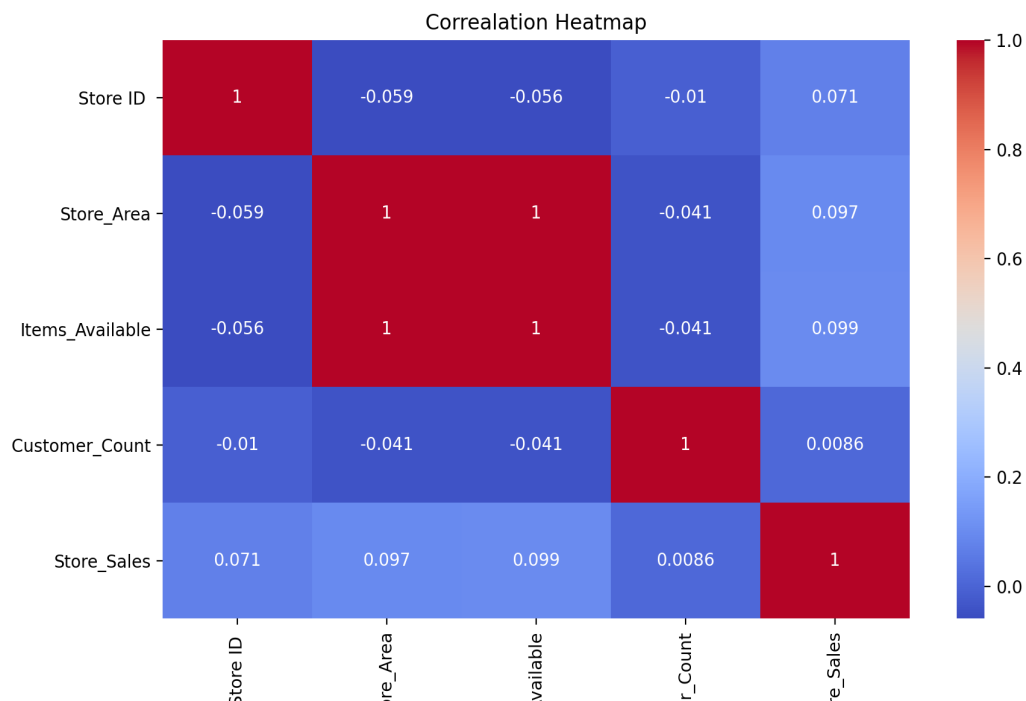 Correalation Heatmap
Store ID 1 -0.059 -0.056 -0.01 0.071
Store_Area -0.059 1 1 -0.041 0.097
Items_Available -0.056 1 1 -0.041 0.099
Customer_Count -0.01 -0.041 -0.041 1 0.0086
Store_Sales 0.071 0.097 0.099 0.0086 1
Store ID
re_Area
vailable
r_Count
re_Sales
1.0
0.8
0.6
0.4
0.2
0.0